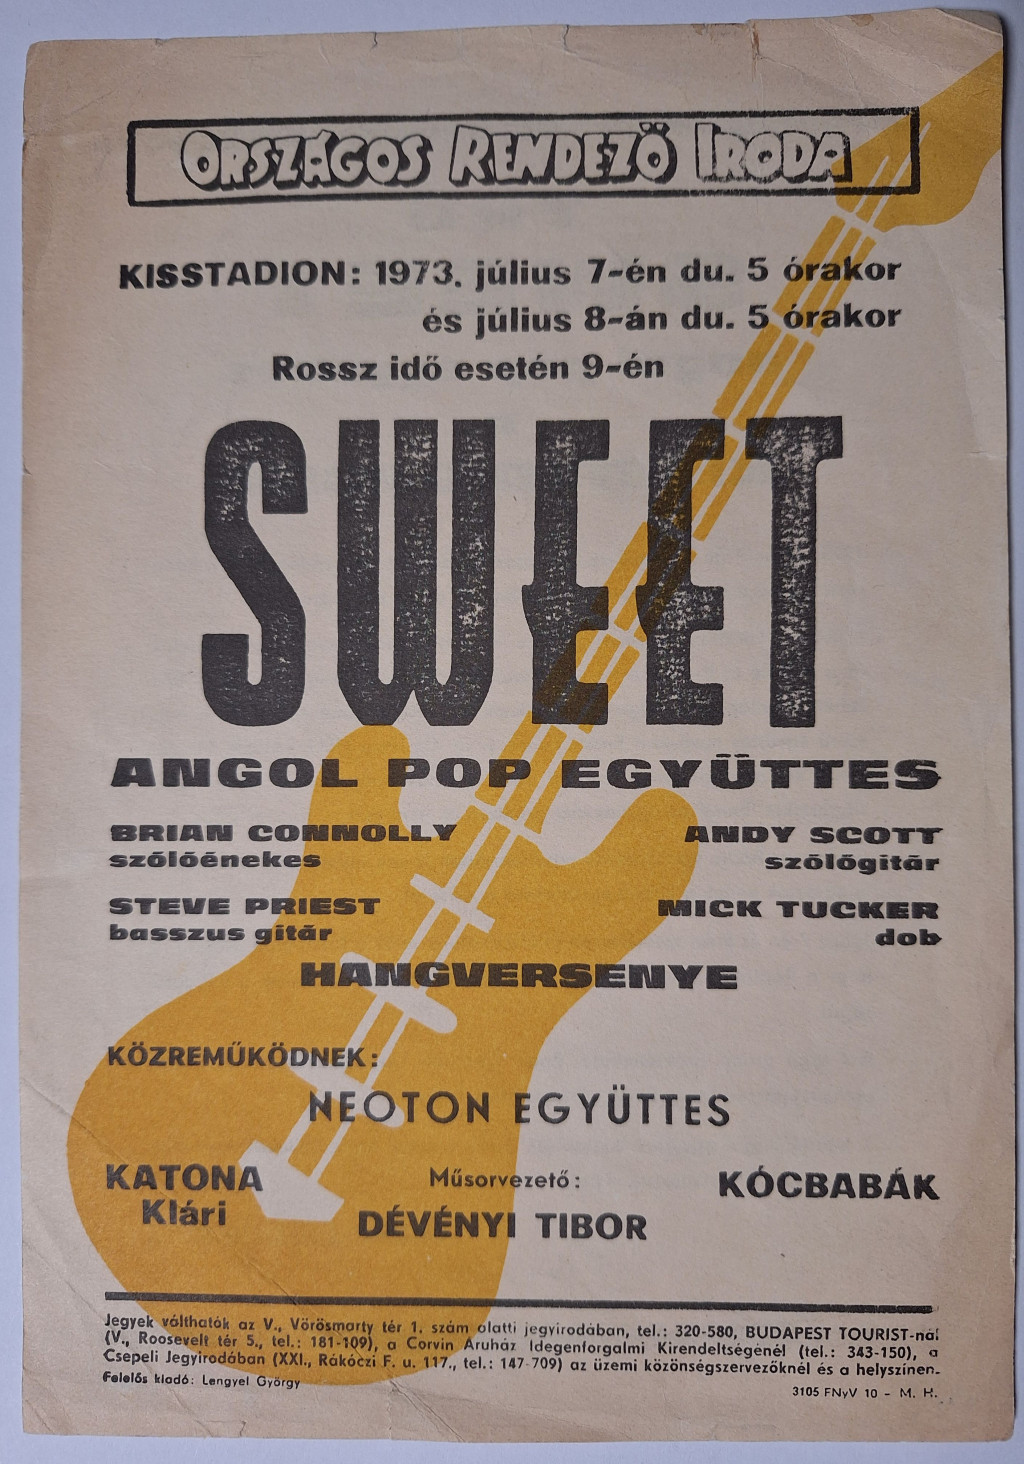 ORSZÁGOS RENDEZŐ IRODA
KISSTADION: 1973. július 7-én du. 5 órakor
és július 8-án du. 5 órakor
Rossz idő esetén 9-én
SWEET
ANGOL POP EGYÜTTES
BRIAN CONNOLLY
szólóénekes
ANDY SCOTT
szólógitár
STEVE PRIEST
basszus gitár
MICK TUCKER
dob
HANGVERSENYE
KÖZREMŰKÖDNEK:
NEOTON EGYÜTTES
KATONA
Klári
Műsorvezető:
DÉVÉNYI TIBOR
KÓCBABÁK
Jegyek válthatók az V., Vörösmarty tér 1. szám alatti jegyirodában, tel.: 320-580, BUDAPEST TOURIST-nál
(V., Roosevelt tér 5., tel.: 181-109), a Corvin Áruház Idegenforgalmi Kirendeltségénél (tel.: 343-150), a
Csepeli Jegyirodában (XXI., Rákóczi F. u. 117., tel.: 147-709) az üzemi közönségszervezőknél és a helyszínen.
Felelős kiadó: Lengyel György
3105 FNyV 10 - M. H.